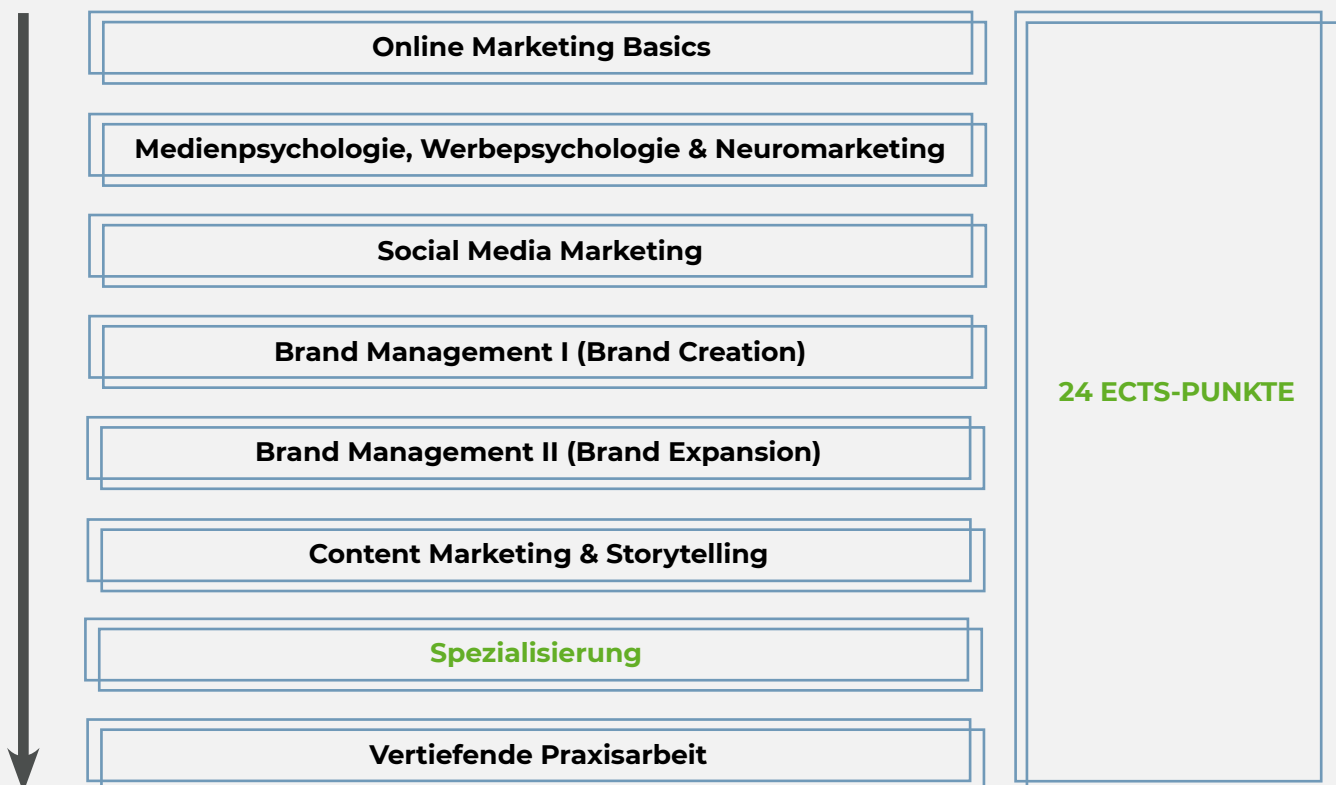 Online Marketing Basics
Medienpsychologie, Werbepsychologie & Neuromarketing
Social Media Marketing
Brand Management I (Brand Creation)
Brand Management II (Brand Expansion)
Content Marketing & Storytelling
Spezialisierung
Vertiefende Praxisarbeit
24 ECTS-PUNKTE